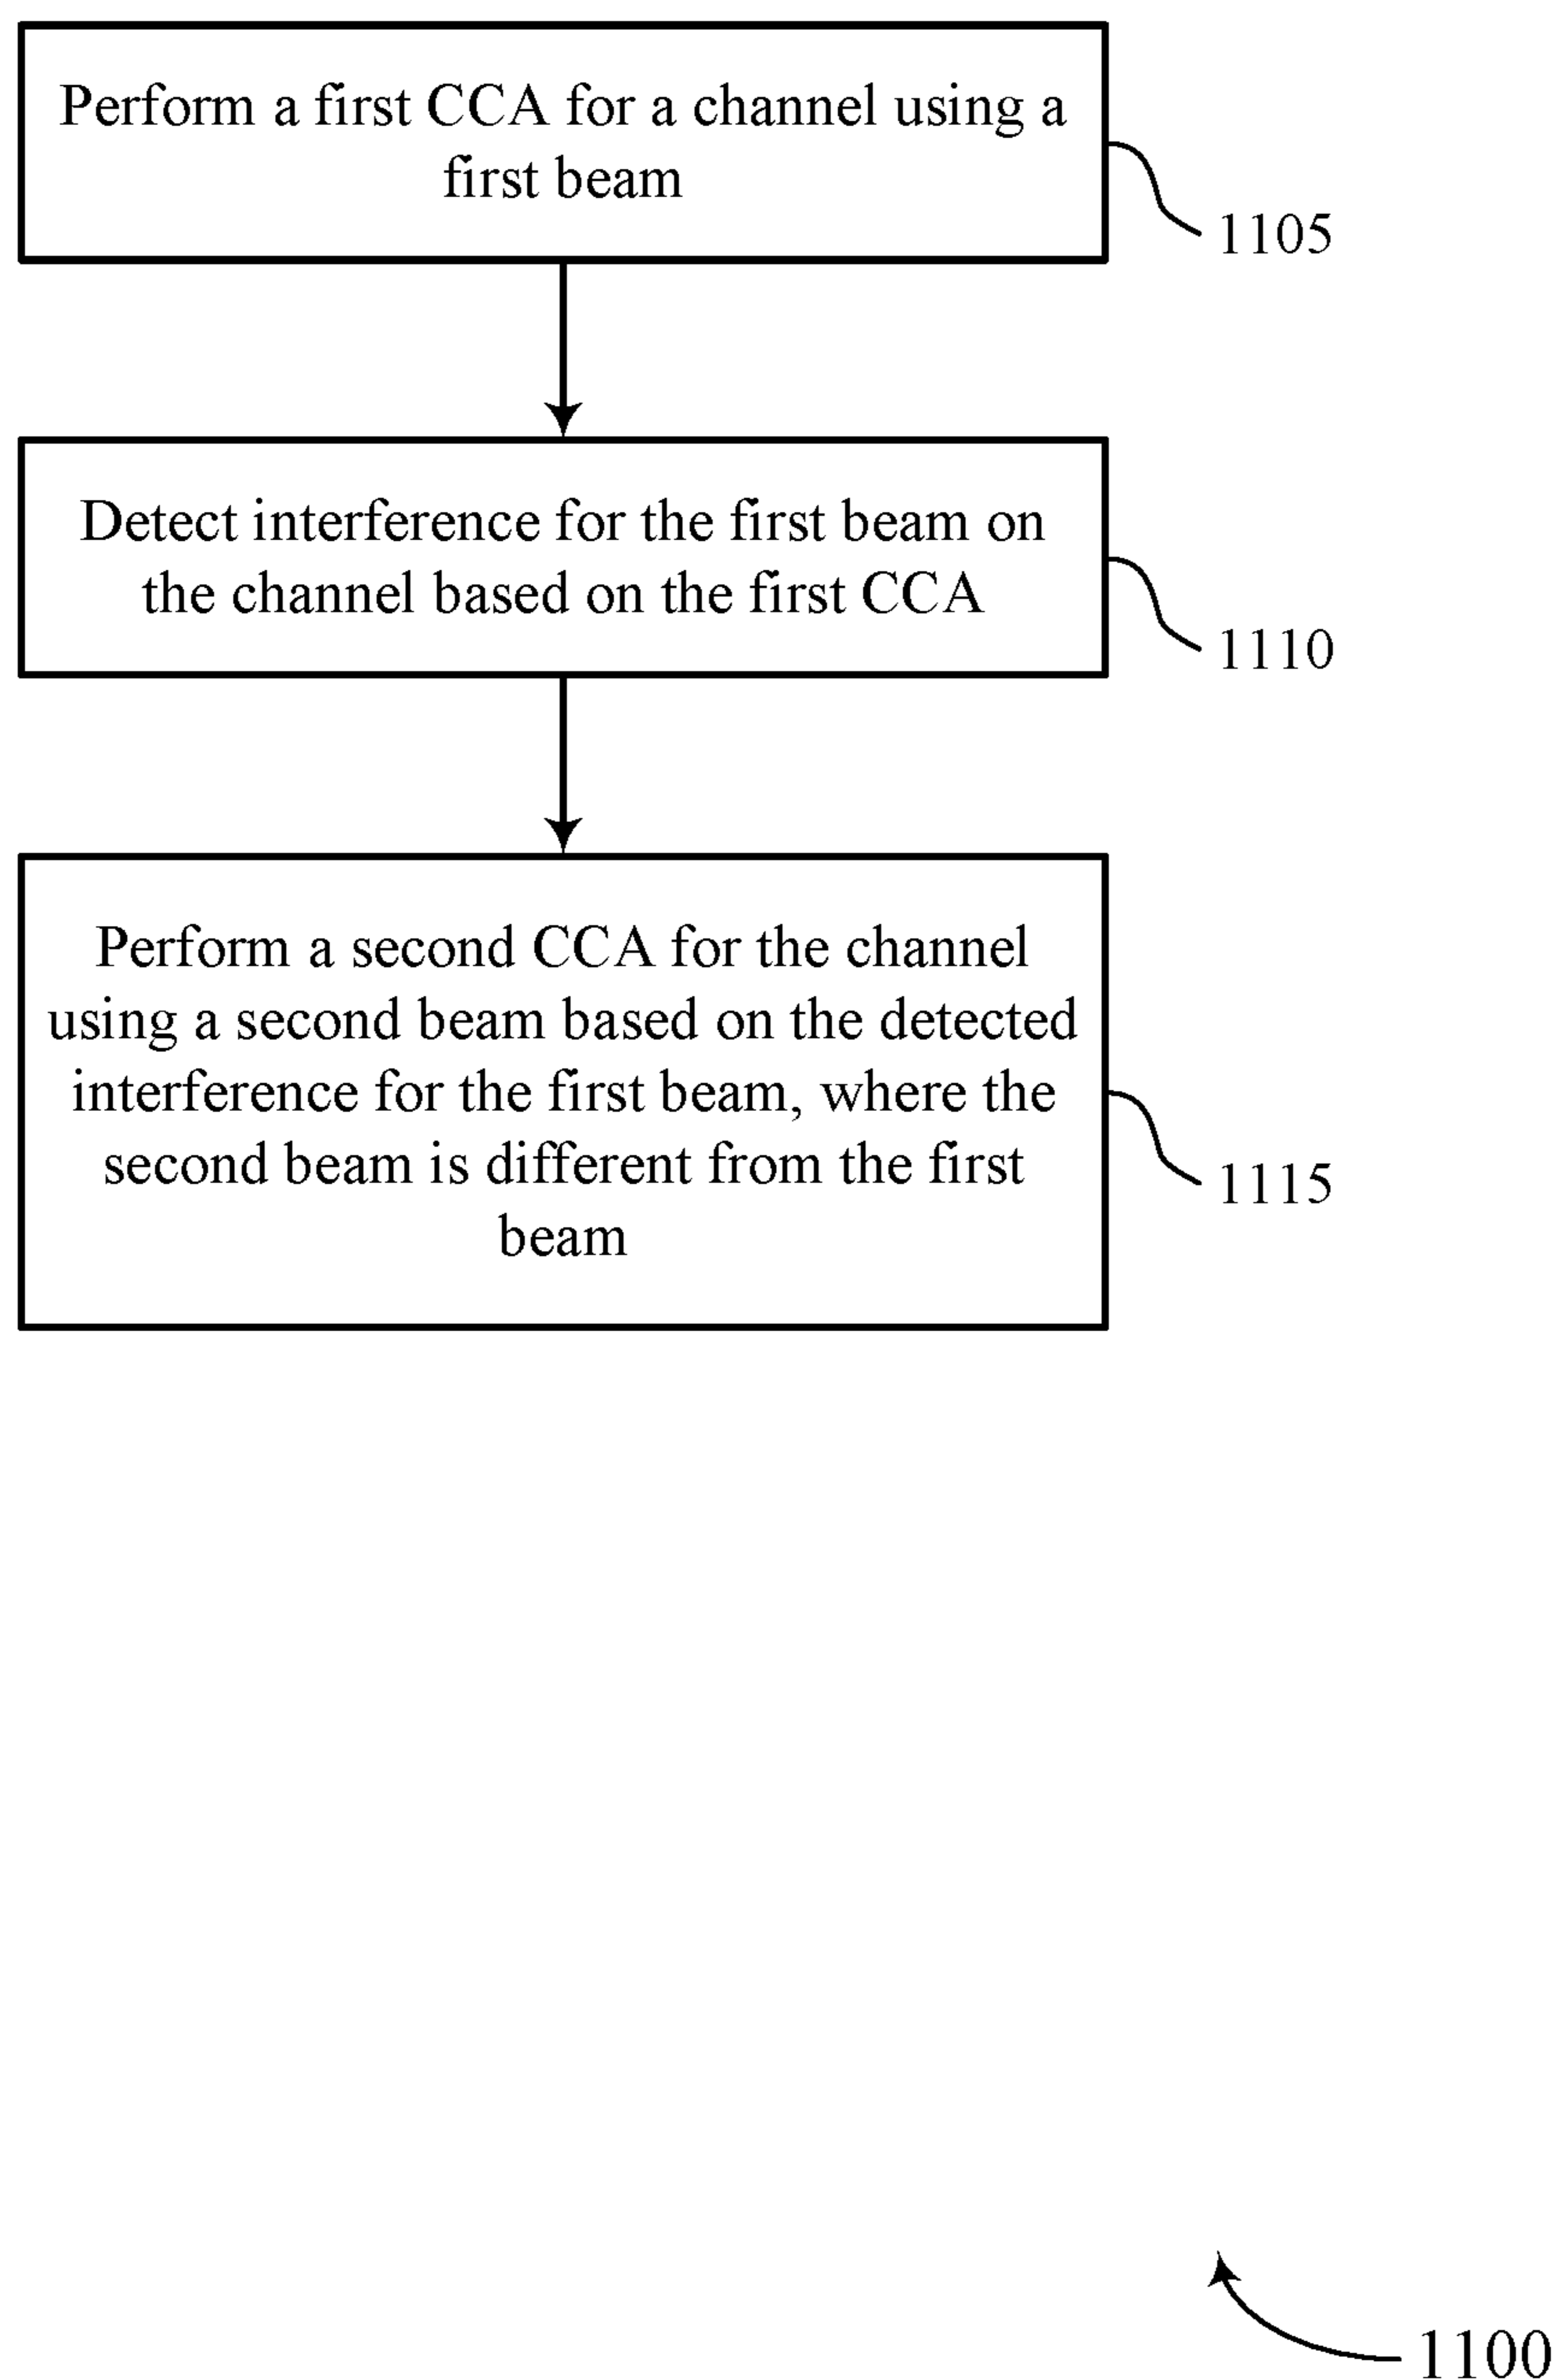 Perform a first CCA for a channel using a
first beam
1105
Detect interference for the first beam on
the channel based on the first CCA
1110
Perform a second CCA for the channel
using a second beam based on the detected
interference for the first beam, where the
second beam is different from the first
beam
1115
1100